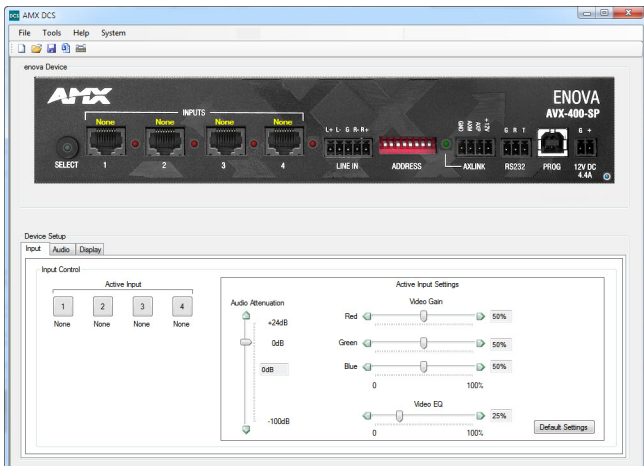 DCS AMX DCS
File Tools Help System
enova Device
AMX
ENOVA
AVX-400-SP
INPUTS
None None None None
L+ L- G R- R+
GND AXM AXP +12V
G R T
G +
SELECT 1 2 3 4 LINE IN ADDRESS AXLINK RS232 PROG 12V DC
4.4A
Device Setup
Input Audio Display
Input Control
Active Input
1 2 3 4
None None None None
Active Input Settings
Audio Attenuation
+24dB
0dB
0dB
-100dB
Video Gain
Red 50%
Green 50%
Blue 50%
0 100%
Video EQ
25%
0 100%
Default Settings